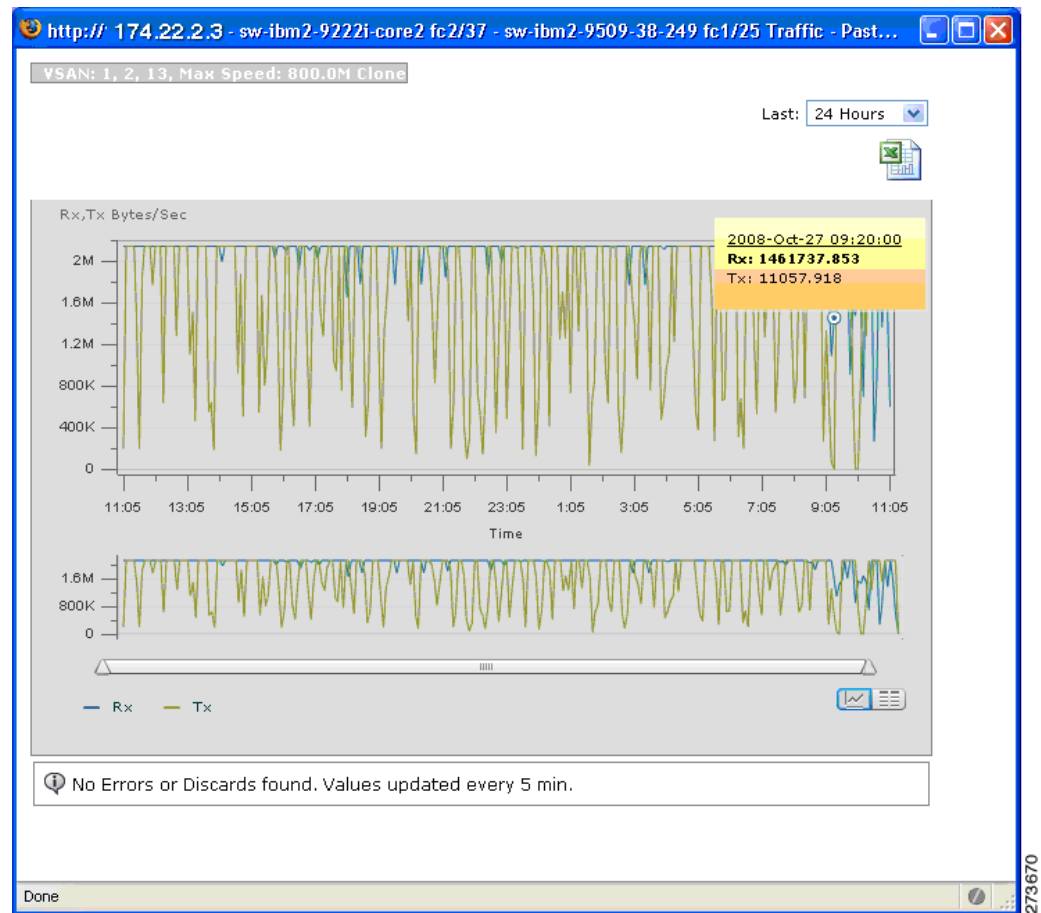 http:// 174.22.2.3 - sw-ibm2-9222i-core2 fc2/37 - sw-ibm2-9509-38-249 fc1/25 Traffic - Past...
VSAN: 1, 2, 13, Max Speed: 800.0M Clone
Last: 24 Hours
Rx,Tx Bytes/Sec
2008-Oct-27 09:20:00
Rx: 1461737.853
Tx: 11057.918
2M
1.6M
1.2M
800K
400K
0
11:05 13:05 15:05 17:05 19:05 21:05 23:05 1:05 3:05 5:05 7:05 9:05 11:05
Time
1.6M
800K
0
Rx Tx
No Errors or Discards found. Values updated every 5 min.
Done
273670